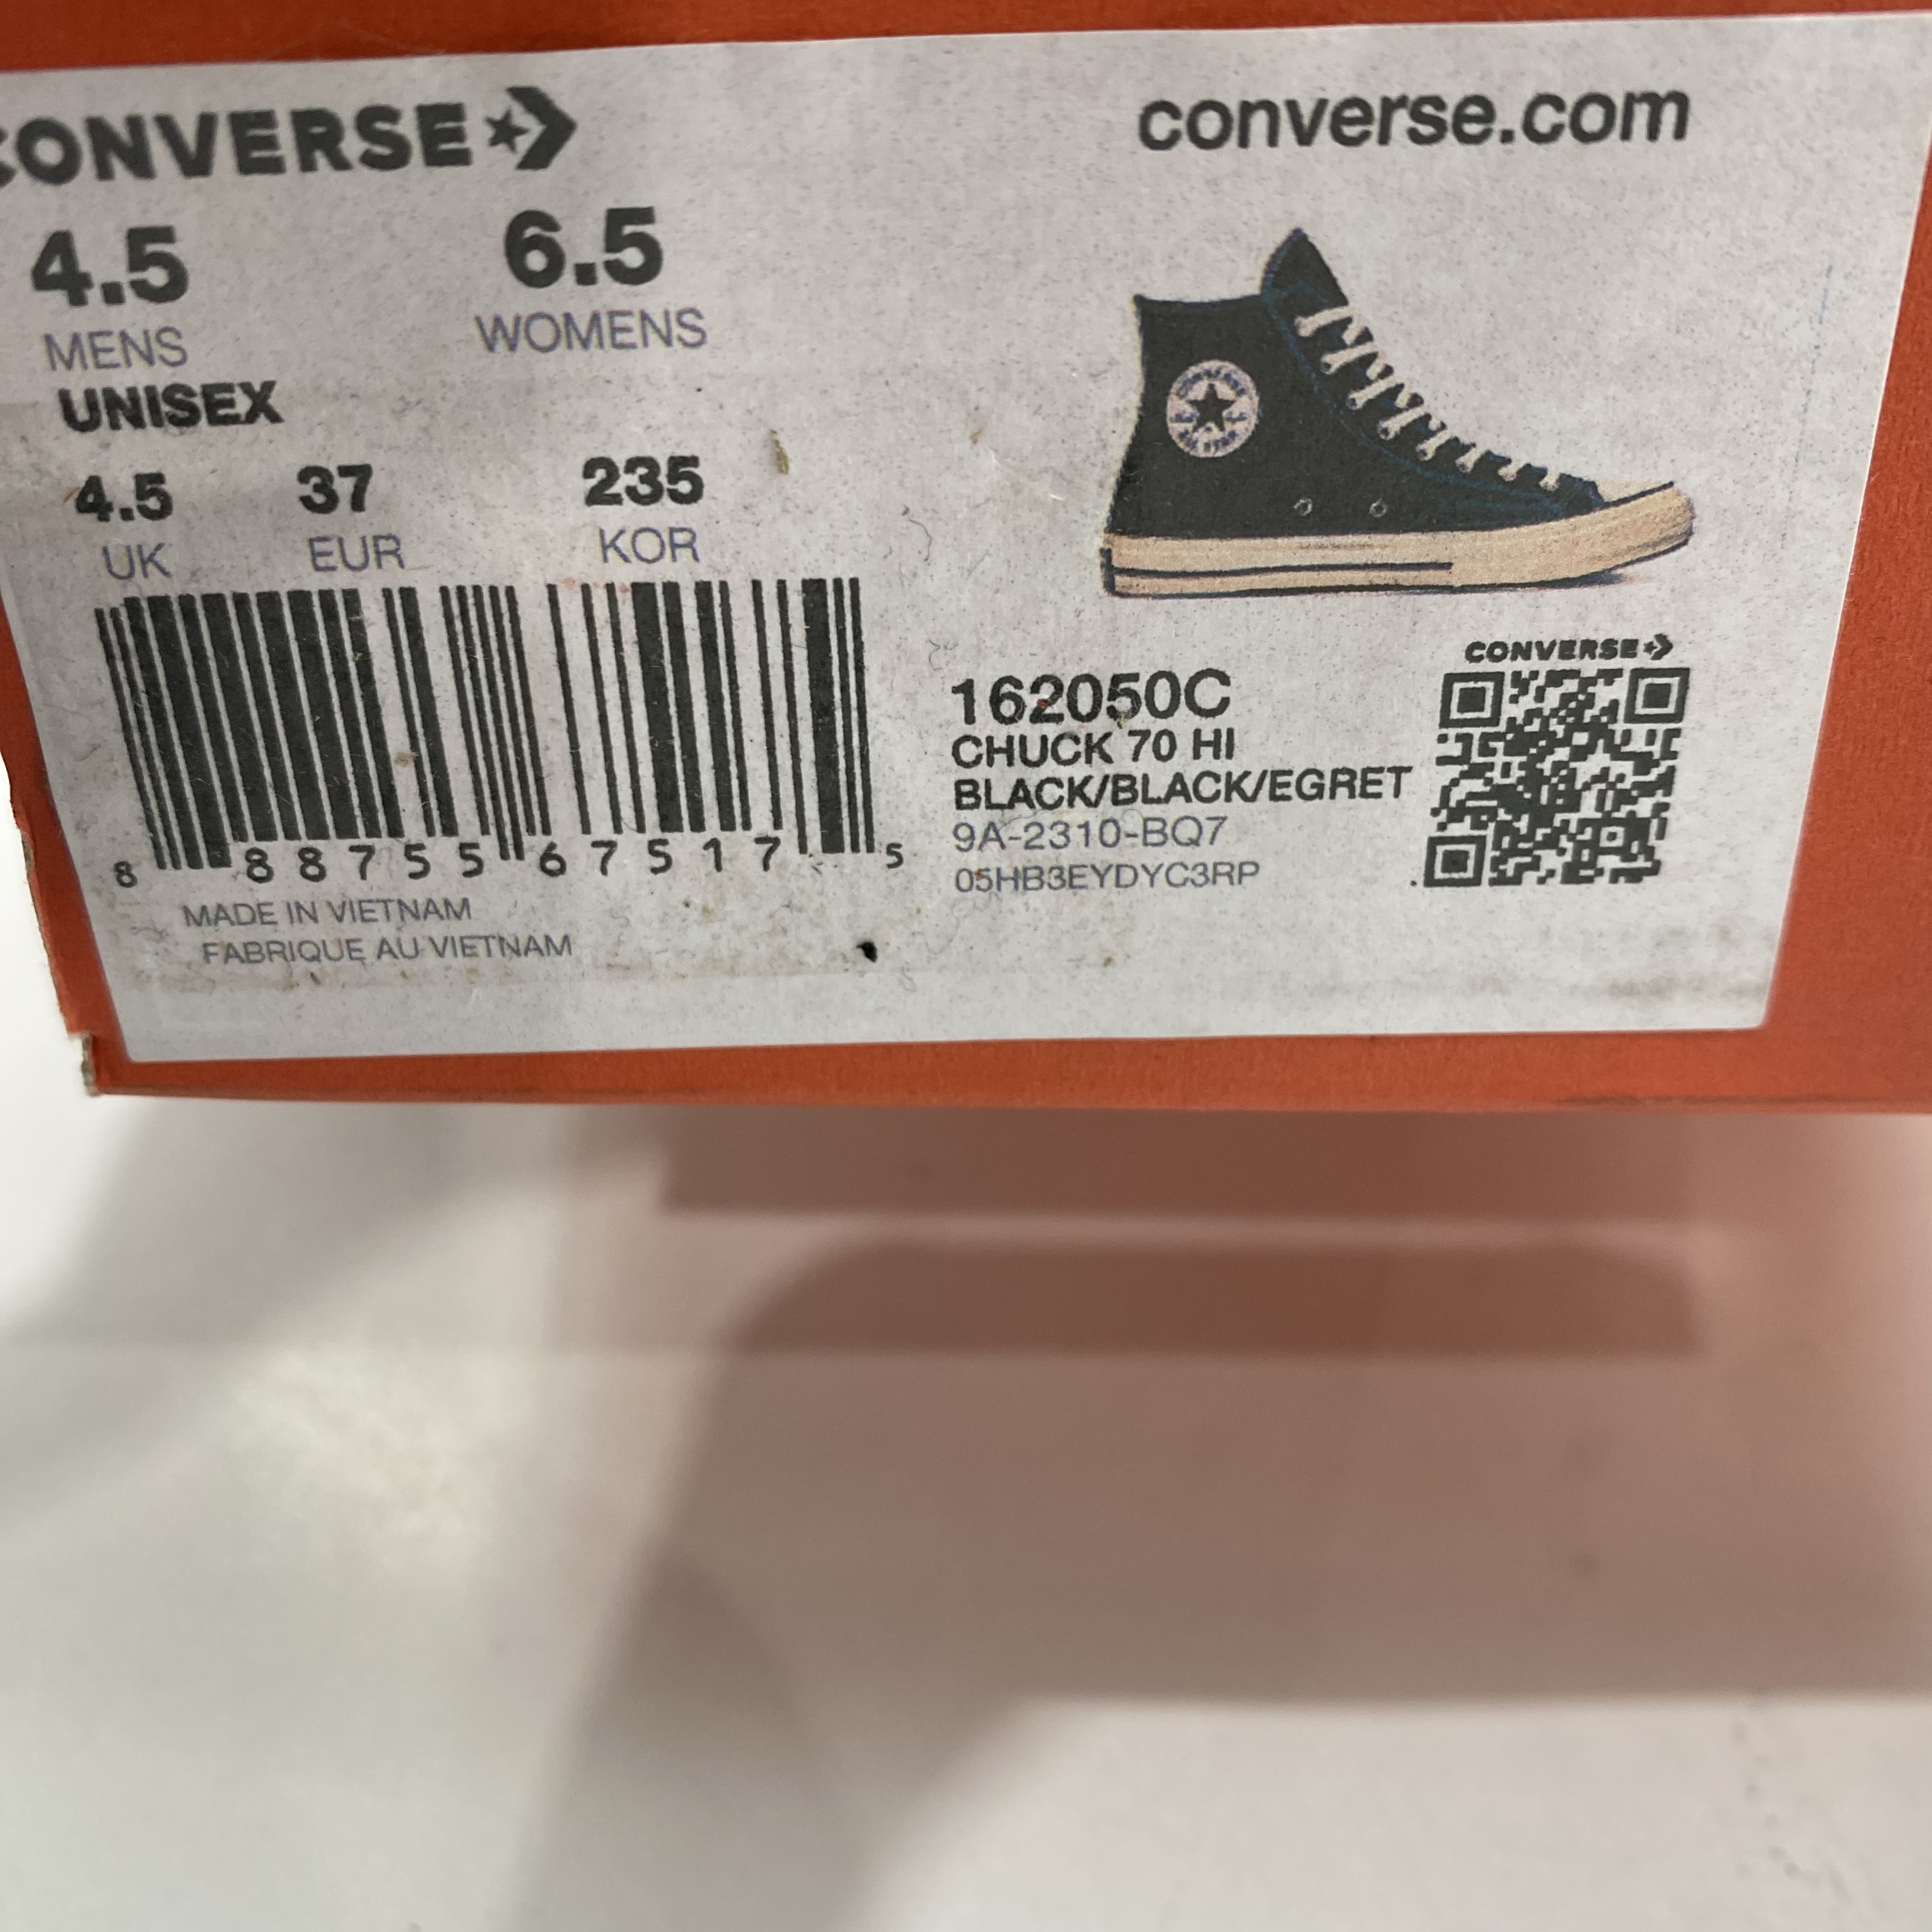 CONVERSE
converse.com
4.5 6.5
MENS WOMENS
UNISEX
4.5 37 235
UK EUR KOR
8 88755 67517 5
MADE IN VIETNAM
FABRIQUE AU VIETNAM
CONVERSE
162050C
CHUCK 70 HI
BLACK/BLACK/EGRET
9A-2310-BQ7
05HB3EYDYC3RP